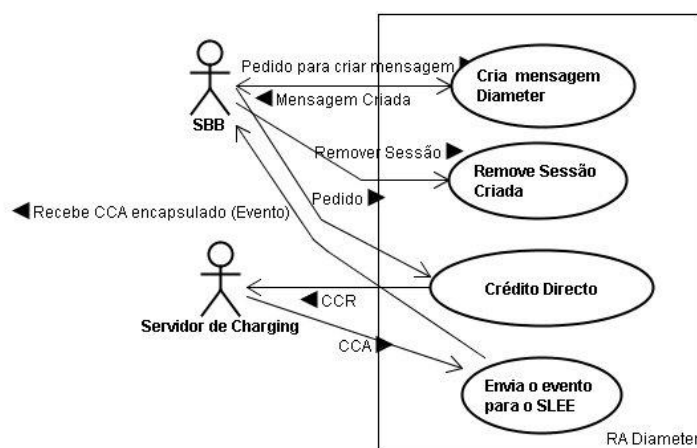 Pedido para criar mensagem
Cria mensagem
Diameter
Mensagem Criada
SBB
Remover Sessão
Remove Sessão
Criada
Pedido
Recebe CCA encapsulado (Evento)
Crédito Directo
CCR
Servidor de Charging
CCA
Envia o evento
para o SLEE
RA Diameter